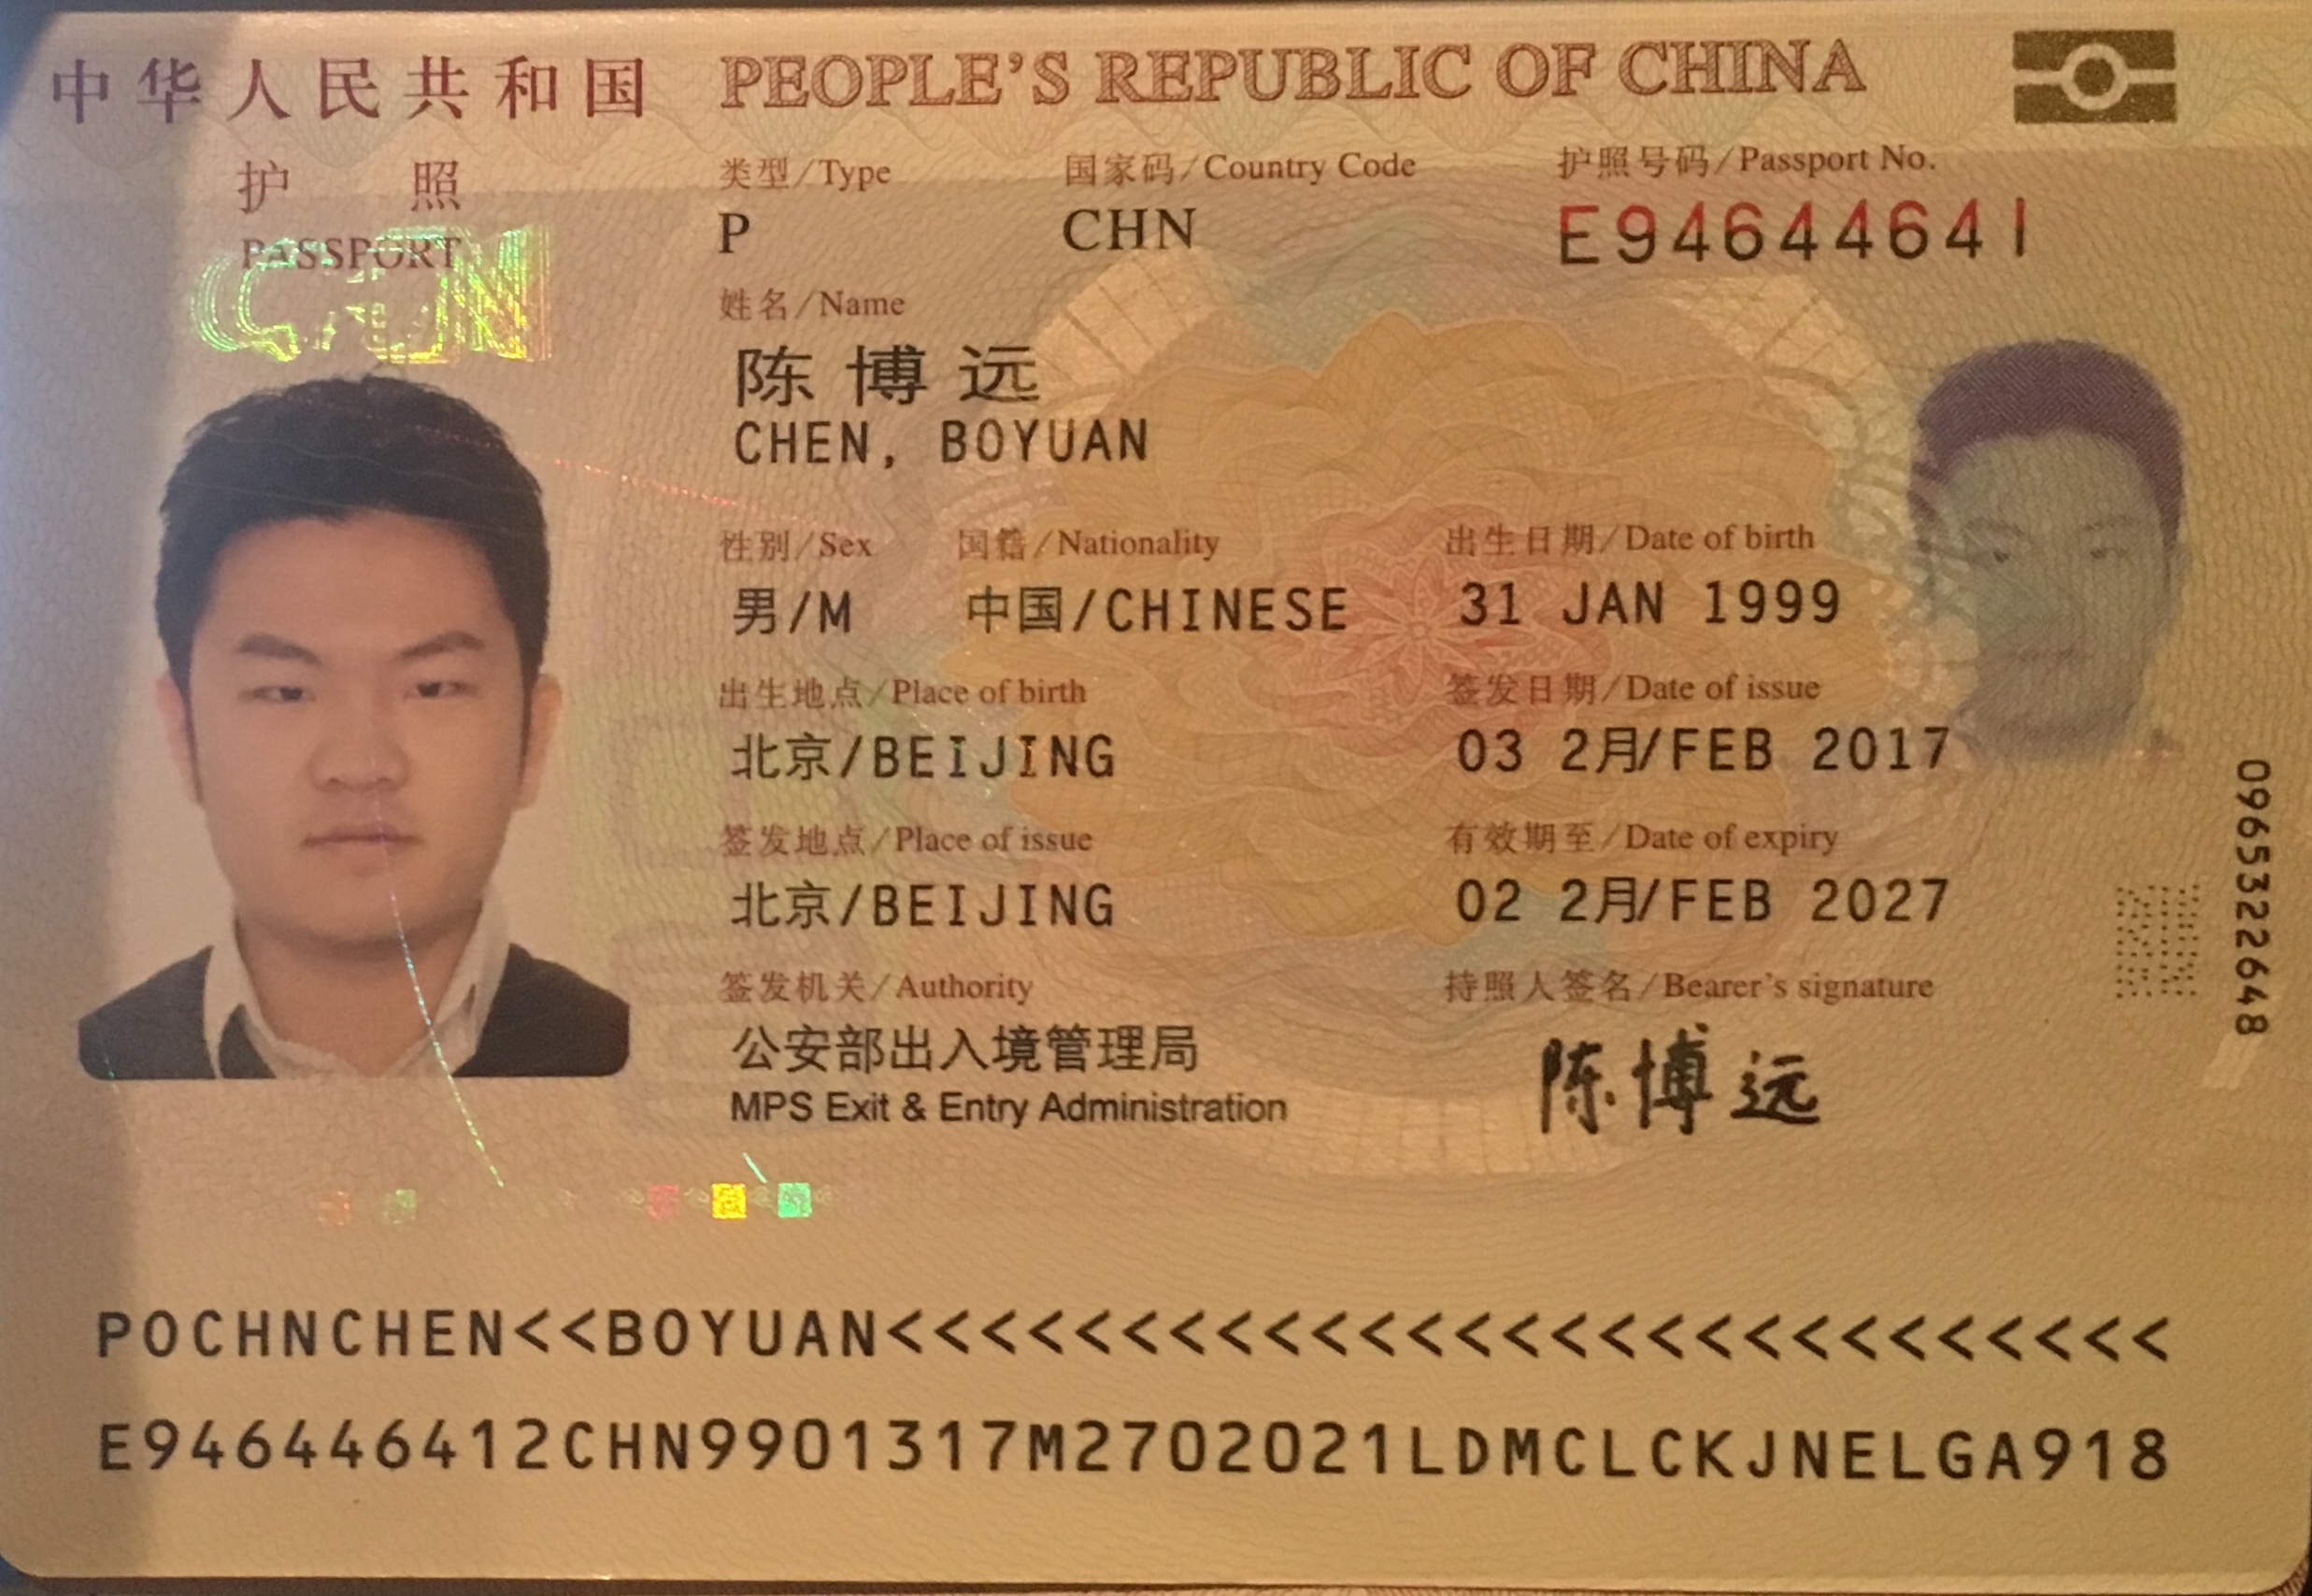 中华人民共和国 PEOPLE'S REPUBLIC OF CHINA
护 照
PASSPORT
类型/Type 国家码/Country Code 护照号码/Passport No.
P CHN E94644641
CHN
姓名/Name
陈博远
CHEN, BOYUAN
性别/Sex 国籍/Nationality 出生日期/Date of birth
男/M 中国/CHINESE 31 JAN 1999
出生地点/Place of birth 签发日期/Date of issue
北京/BEIJING 03 2月/FEB 2017
签发地点/Place of issue 有效期至/Date of expiry
北京/BEIJING 02 2月/FEB 2027
签发机关/Authority 持照人签名/Bearer's signature
公安部出入境管理局 陈博远
MPS Exit & Entry Administration
096532 2648
POCHNCHEN<<BOYUAN<<<<<<<<<<<<<<<<<<<<<<<<<<<
E946446412CHN9901317M2702021LDMCLCKJNELGA918